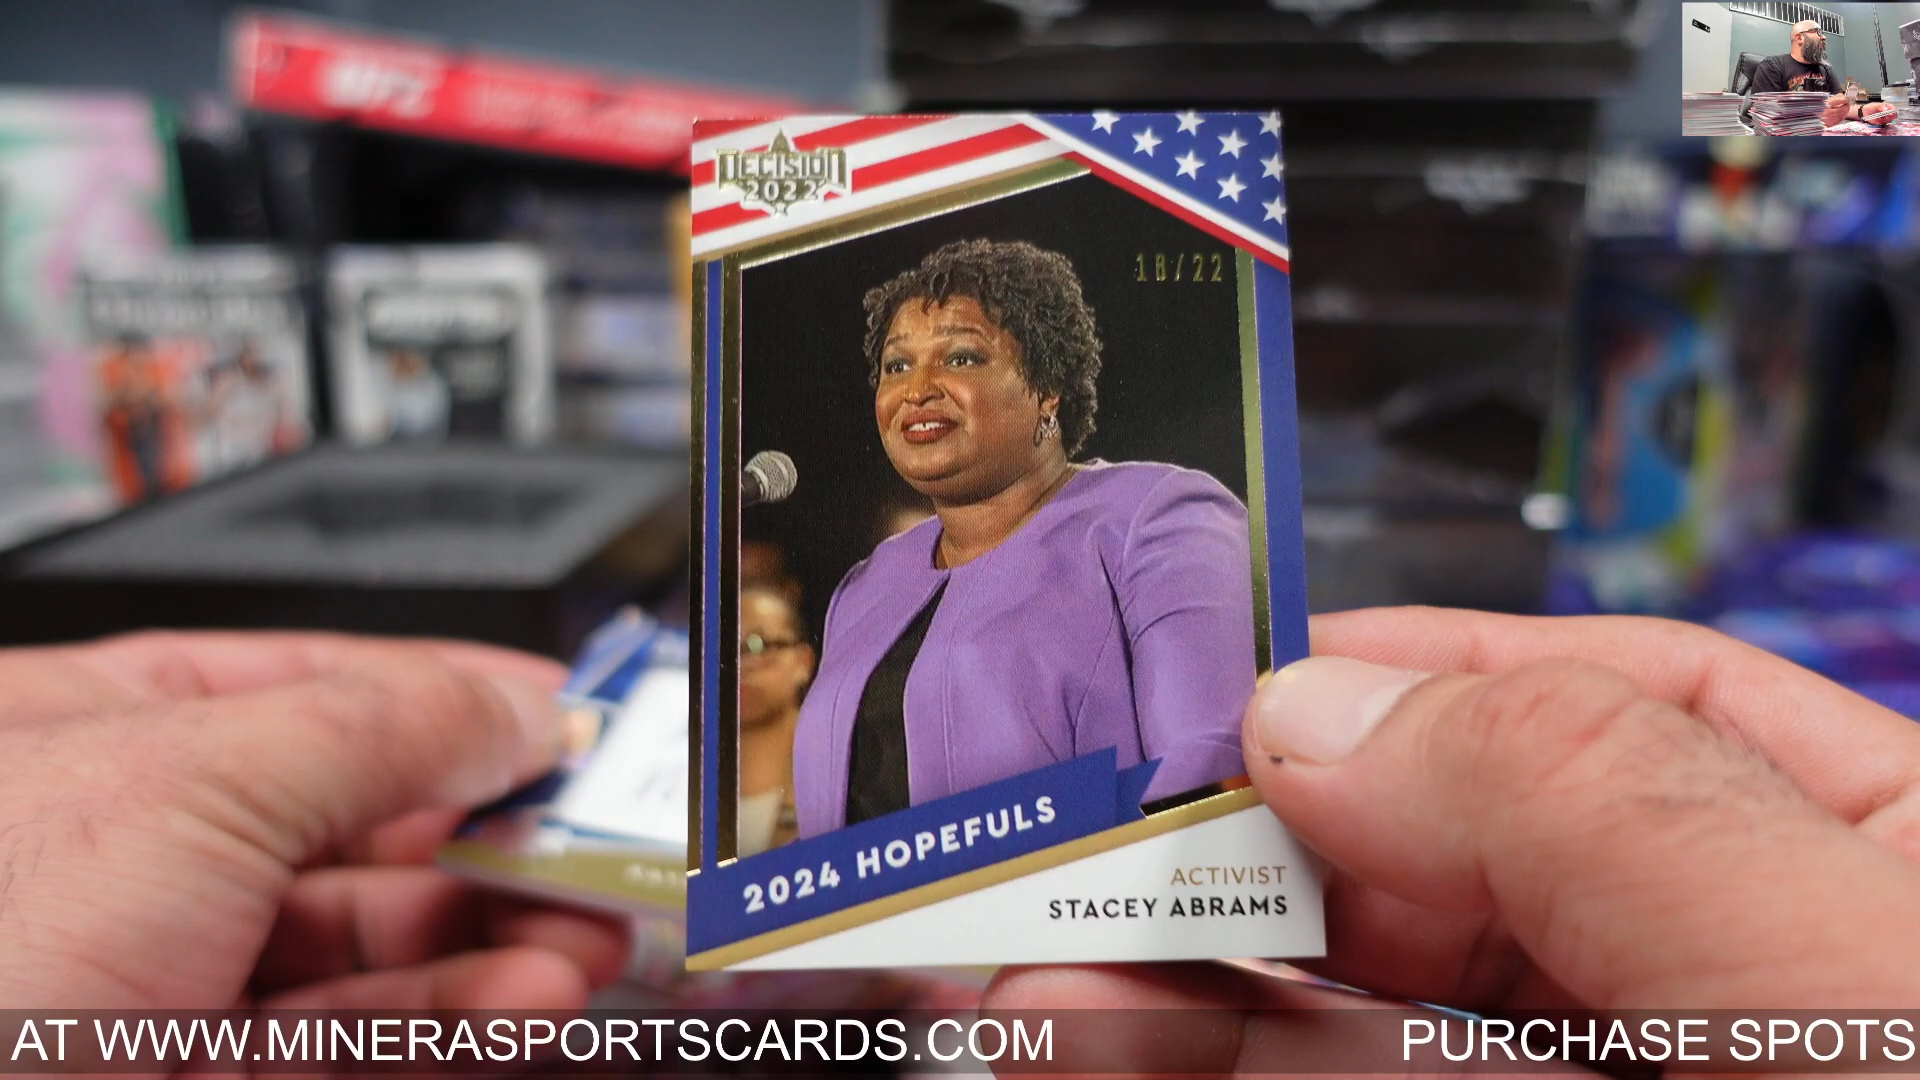 DECISION
2022
18/22
2024 HOPEFULS
ACTIVIST
STACEY ABRAMS
AT WWW.MINERASPORTSCARDS.COM
PURCHASE SPOTS